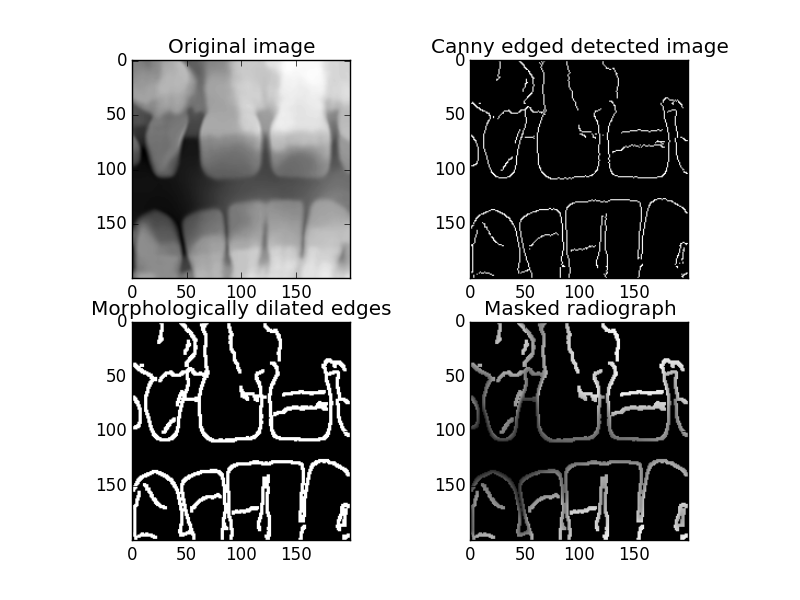 Original image
0
50
100
150
0 50 100 150
Canny edged detected image
0
50
100
150
0 50 100 150
Morphologically dilated edges
0
50
100
150
0 50 100 150
Masked radiograph
0
50
100
150
0 50 100 150